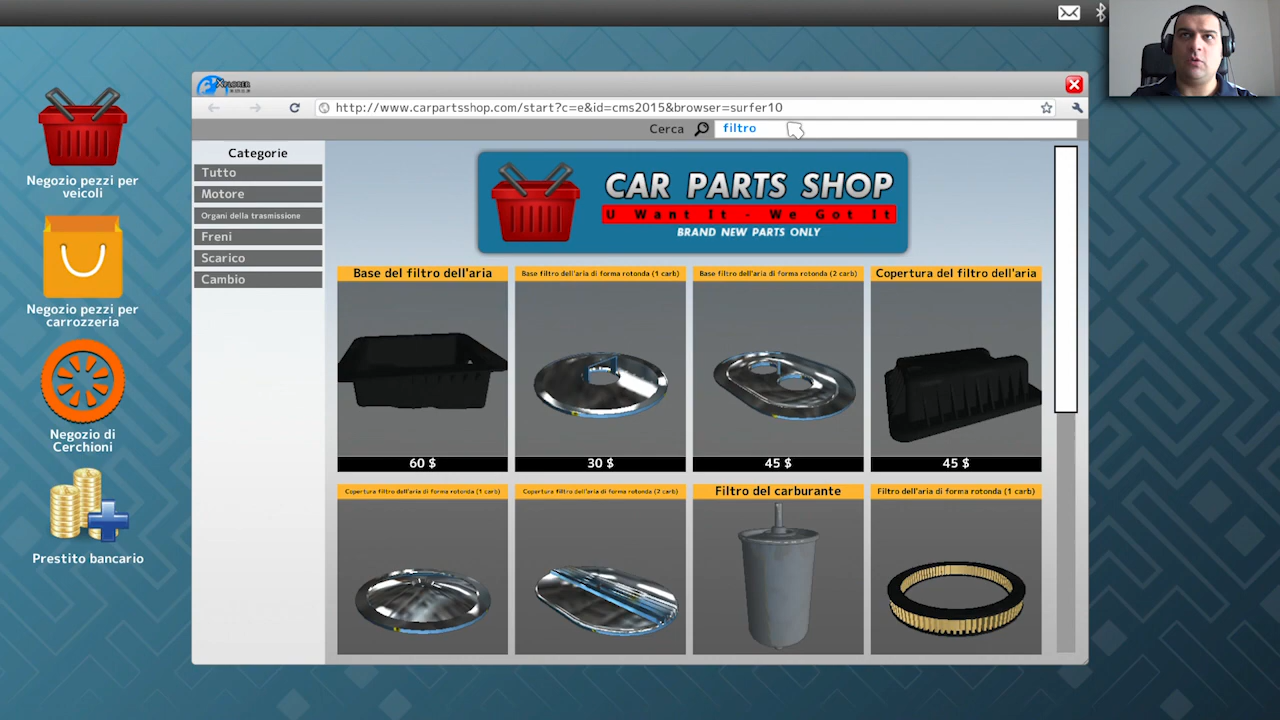 XPLORER
http://www.carpartsshop.com/start?c=e&id=cms2015&browser=surfer10
Cerca
filtro
Negozio pezzi per
veicoli
Negozio pezzi per
carrozzeria
Negozio di
Cerchioni
Prestito bancario
Categorie
Tutto
Motore
Organi della trasmissione
Freni
Scarico
Cambio
CAR PARTS SHOP
U Want It - We Got It
BRAND NEW PARTS ONLY
Base del filtro dell'aria
Base filtro dell'aria di forma rotonda (1 carb)
Base filtro dell'aria di forma rotonda (2 carb)
Copertura del filtro dell'aria
60 $
30 $
45 $
45 $
Copertura filtro dell'aria di forma rotonda (1 carb)
Copertura filtro dell'aria di forma rotonda (2 carb)
Filtro del carburante
Filtro dell'aria di forma rotonda (1 carb)